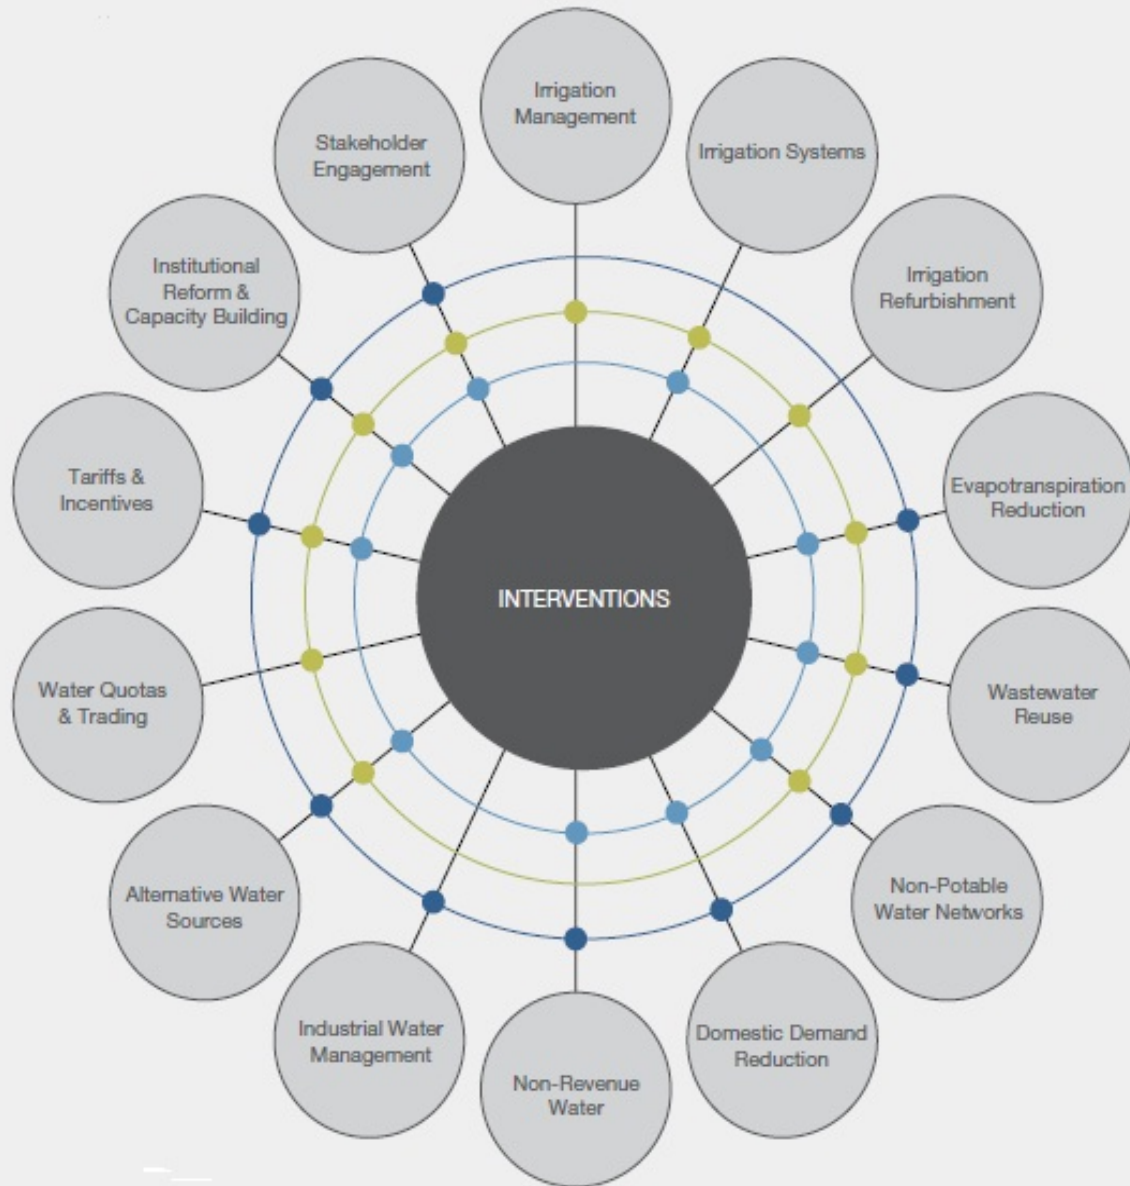 Irrigation
Management
Irrigation Systems
Irrigation
Refurbishment
Evapotranspiration
Reduction
Wastewater
Reuse
Non-Potable
Water Networks
Domestic Demand
Reduction
Non-Revenue
Water
Industrial Water
Management
Alternative Water
Sources
Water Quotas
& Trading
Tariffs &
Incentives
Institutional
Reform &
Capacity Building
Stakeholder
Engagement
INTERVENTIONS